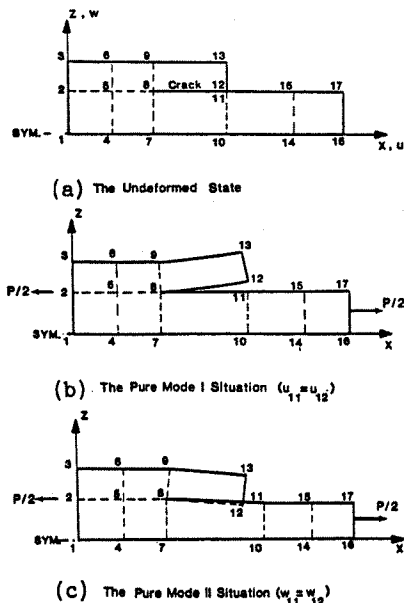 Z, w
3 6 9 13
2 5 8 Crack 12 15 17
11
SYM.
1 4 7 10 14 16 X, u
(a) The Undeformed State
Z
3 6 9 13
12
P/2 2 5 8 11 15 17
P/2
SYM.
1 4 7 10 14 16 X
(b) The Pure Mode I Situation (u11=u12)
Z
3 6 9 13
P/2 2 5 8 12 11 15 17
P/2
SYM.
1 4 7 10 14 16 X
(c) The Pure Mode II Situation (w11=w12)